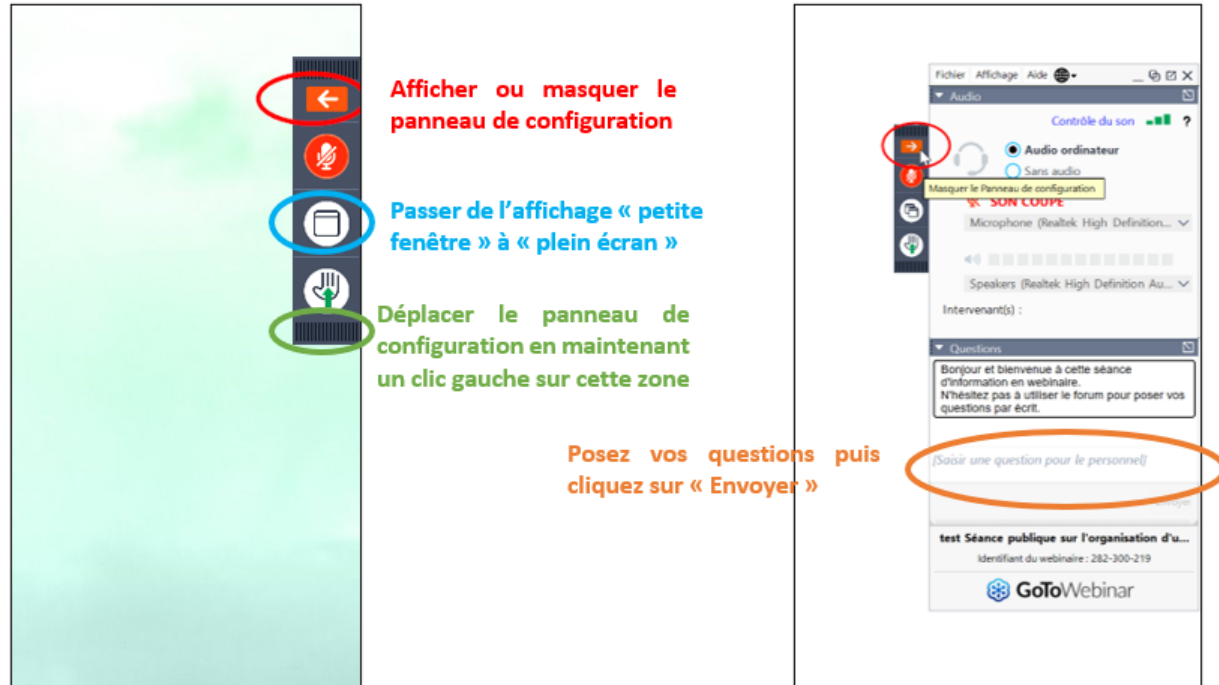 Afficher ou masquer le
panneau de configuration
Passer de l'affichage « petite
fenêtre » à « plein écran »
Déplacer le panneau de
configuration en maintenant
un clic gauche sur cette zone
Posez vos questions puis
cliquez sur « Envoyer »
Fichier Affichage Aide
Audio
Contrôle du son ?
Audio ordinateur
Sans audio
Masquer le Panneau de configuration
SON COUPÉ
Microphone (Realtek High Definition...
Speakers (Realtek High Definition Au...
Intervenant(s) :
Questions
Bonjour et bienvenue à cette séance
d'information en webinaire.
N'hésitez pas à utiliser le forum pour poser vos
questions par écrit.
[Saisir une question pour le personnel]
Envoyer
test Séance publique sur l'organisation d'u...
Identifiant du webinaire : 282-300-219
GoToWebinar